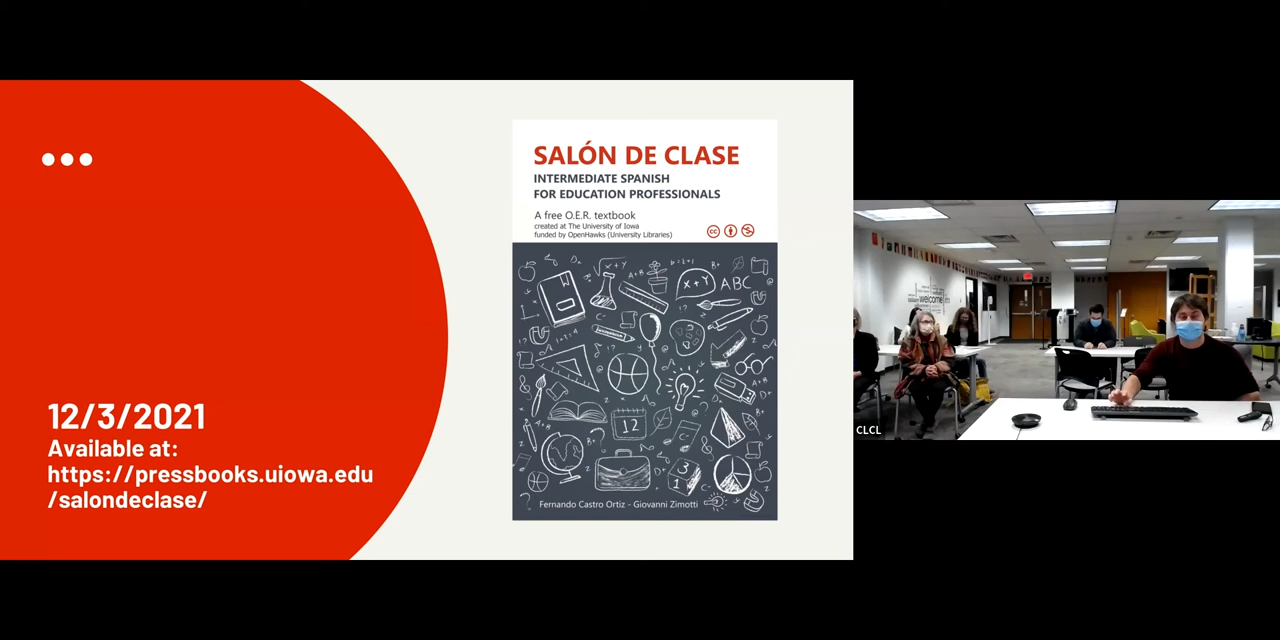 12/3/2021
Available at:
https://pressbooks.uiowa.edu
/salondeclase/
SALÓN DE CLASE
INTERMEDIATE SPANISH
FOR EDUCATION PROFESSIONALS
A free O.E.R. textbook
created at The University of Iowa
funded by OpenHawks (University Libraries)
cc
x+y
ABC
12
Fernando Castro Ortiz - Giovanni Zimotti
welcome
CLCL